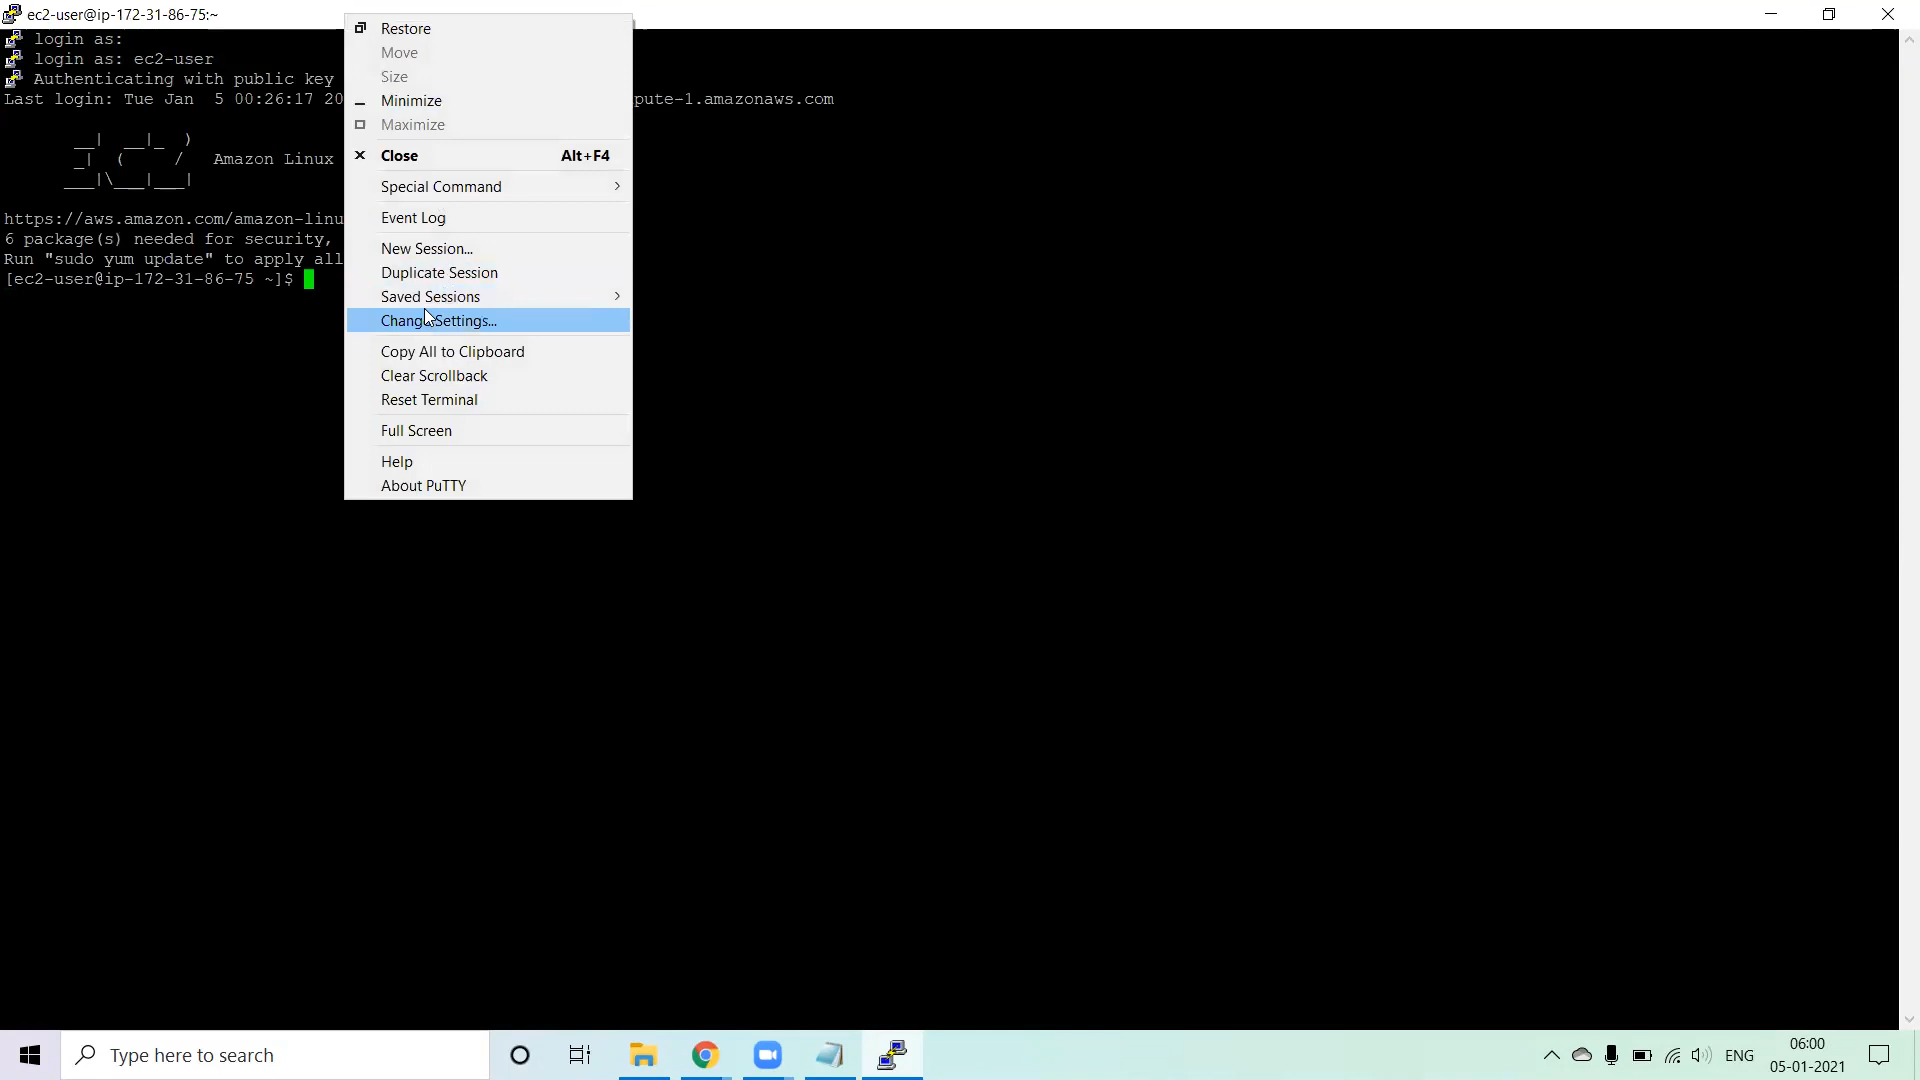 ec2-user@ip-172-31-86-75:~
login as:
login as: ec2-user
Authenticating with public key
Last login: Tue Jan  5 00:26:17 20 pute-1.amazonaws.com
__|  __|_  )
_|  (     /   Amazon Linux
___|\___|___|
https://aws.amazon.com/amazon-linu
6 package(s) needed for security,
Run "sudo yum update" to apply all
[ec2-user@ip-172-31-86-75 ~]$
Restore
Move
Size
Minimize
Maximize
Close Alt+F4
Special Command
Event Log
New Session...
Duplicate Session
Saved Sessions
Change Settings...
Copy All to Clipboard
Clear Scrollback
Reset Terminal
Full Screen
Help
About PuTTY
Type here to search
ENG
06:00
05-01-2021